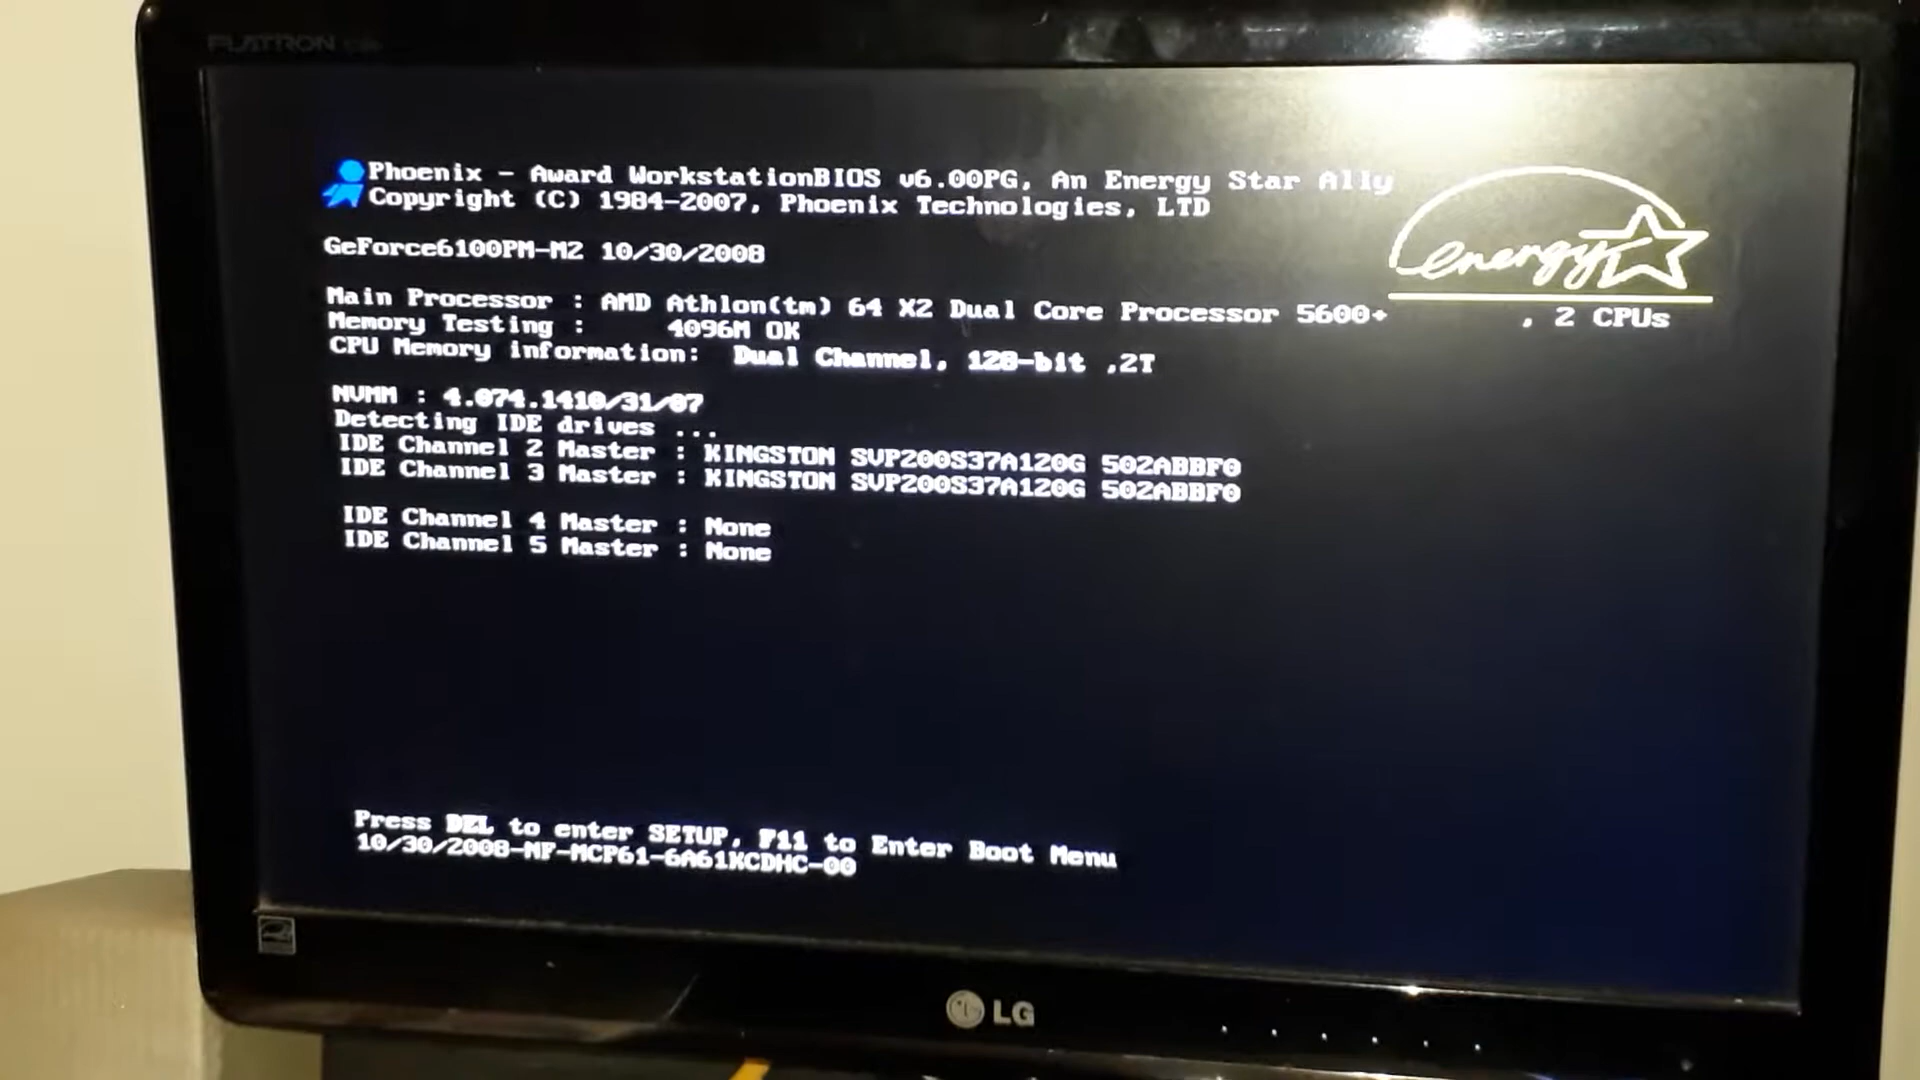 FLATRON
Phoenix - Award WorkstationBIOS v6.00PG, An Energy Star Ally
Copyright (C) 1984-2007, Phoenix Technologies, LTD
energy
GeForce6100PM-M2 10/30/2008
Main Processor : AMD Athlon(tm) 64 X2 Dual Core Processor 5600+ , 2 CPUs
Memory Testing : 4096M OK
CPU Memory information: Dual Channel, 128-bit ,2T
NVMM : 4.074.1410/31/07
Detecting IDE drives ...
IDE Channel 2 Master : KINGSTON SVP200S37A120G 502ABBF0
IDE Channel 3 Master : KINGSTON SVP200S37A120G 502ABBF0
IDE Channel 4 Master : None
IDE Channel 5 Master : None
Press DEL to enter SETUP, F11 to Enter Boot Menu
10/30/2008-NF-MCP61-6A61KCDHC-00
LG